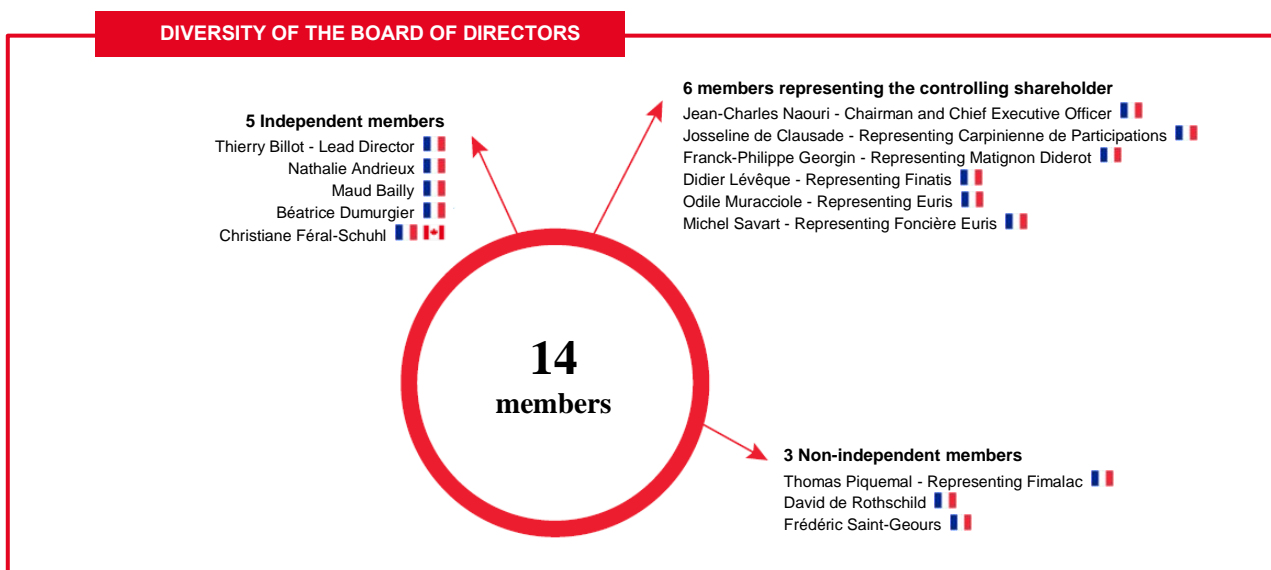 DIVERSITY OF THE BOARD OF DIRECTORS
5 Independent members
Thierry Billot - Lead Director
Nathalie Andrieux
Maud Bailly
Béatrice Dumurgier
Christiane Féral-Schuhl
6 members representing the controlling shareholder
Jean-Charles Naouri - Chairman and Chief Executive Officer
Josseline de Clausade - Representing Carpinienne de Participations
Franck-Philippe Georgin - Representing Matignon Diderot
Didier Lévêque - Representing Finatis
Odile Muracciole - Representing Euris
Michel Savart - Representing Foncière Euris
14
members
3 Non-independent members
Thomas Piquemal - Representing Fimalac
David de Rothschild
Frédéric Saint-Geours